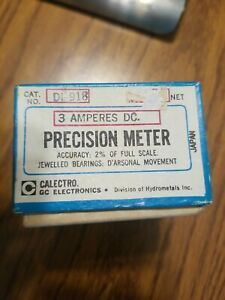 CAT. NO. D1-918 NET
3 AMPERES DC.
PRECISION METER
ACCURACY: 2% OF FULL SCALE.
JEWELLED BEARINGS. D'ARSONAL MOVEMENT
JAPAN
C CALECTRO.
GC ELECTRONICS • Division of Hydrometals Inc.